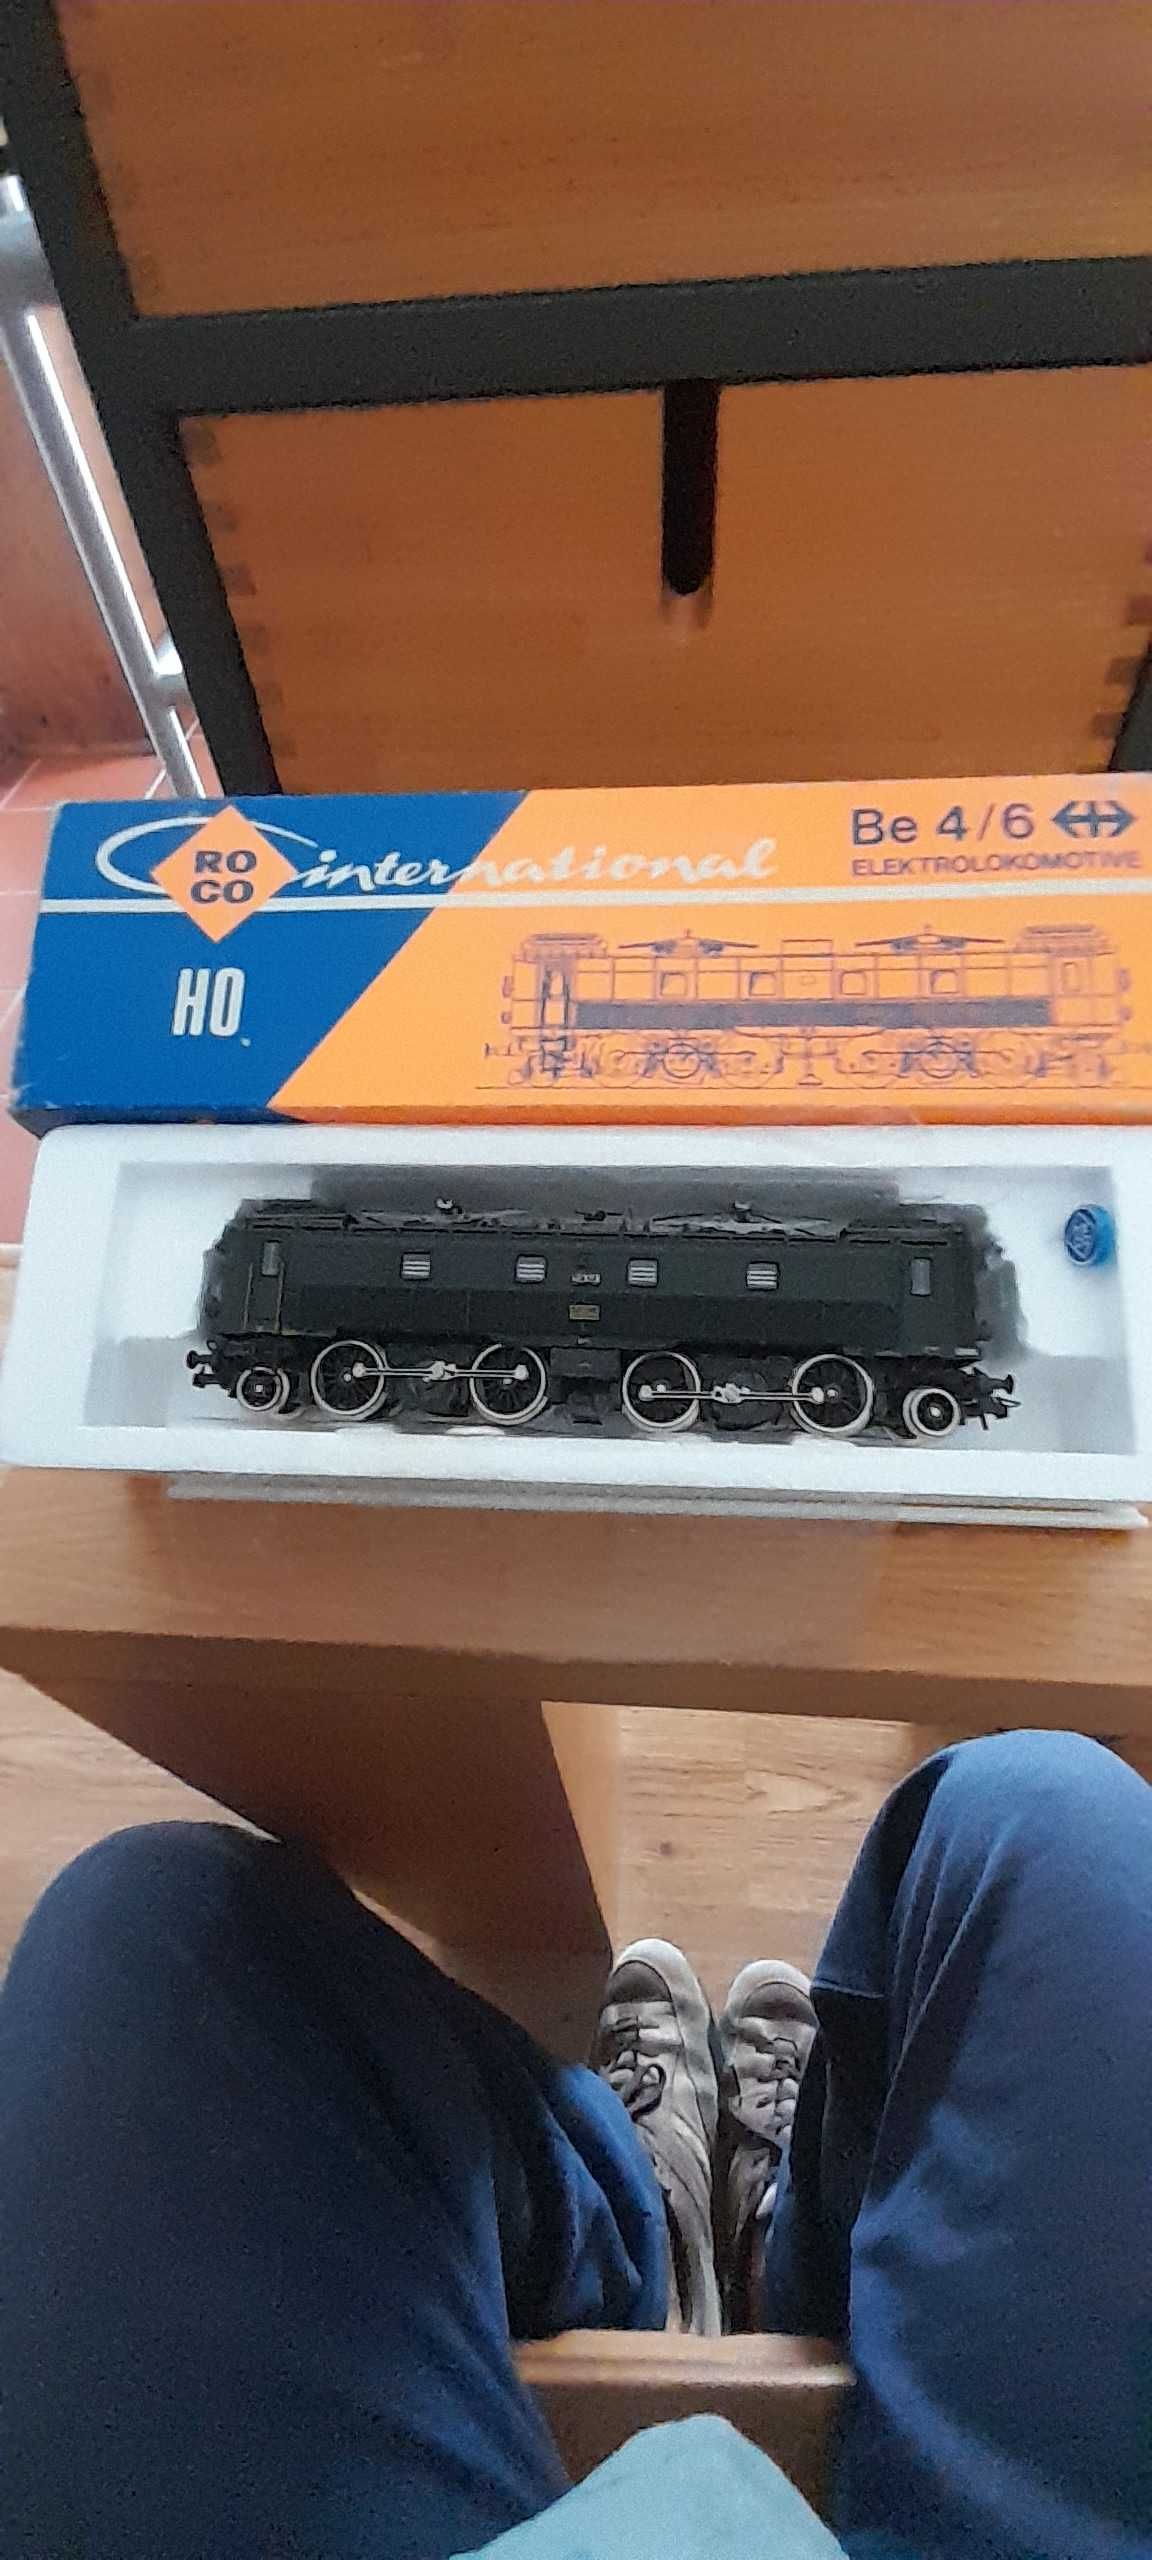 RO
CO
international
HO
Be 4/6
ELEKTROLOKOMOTIVE